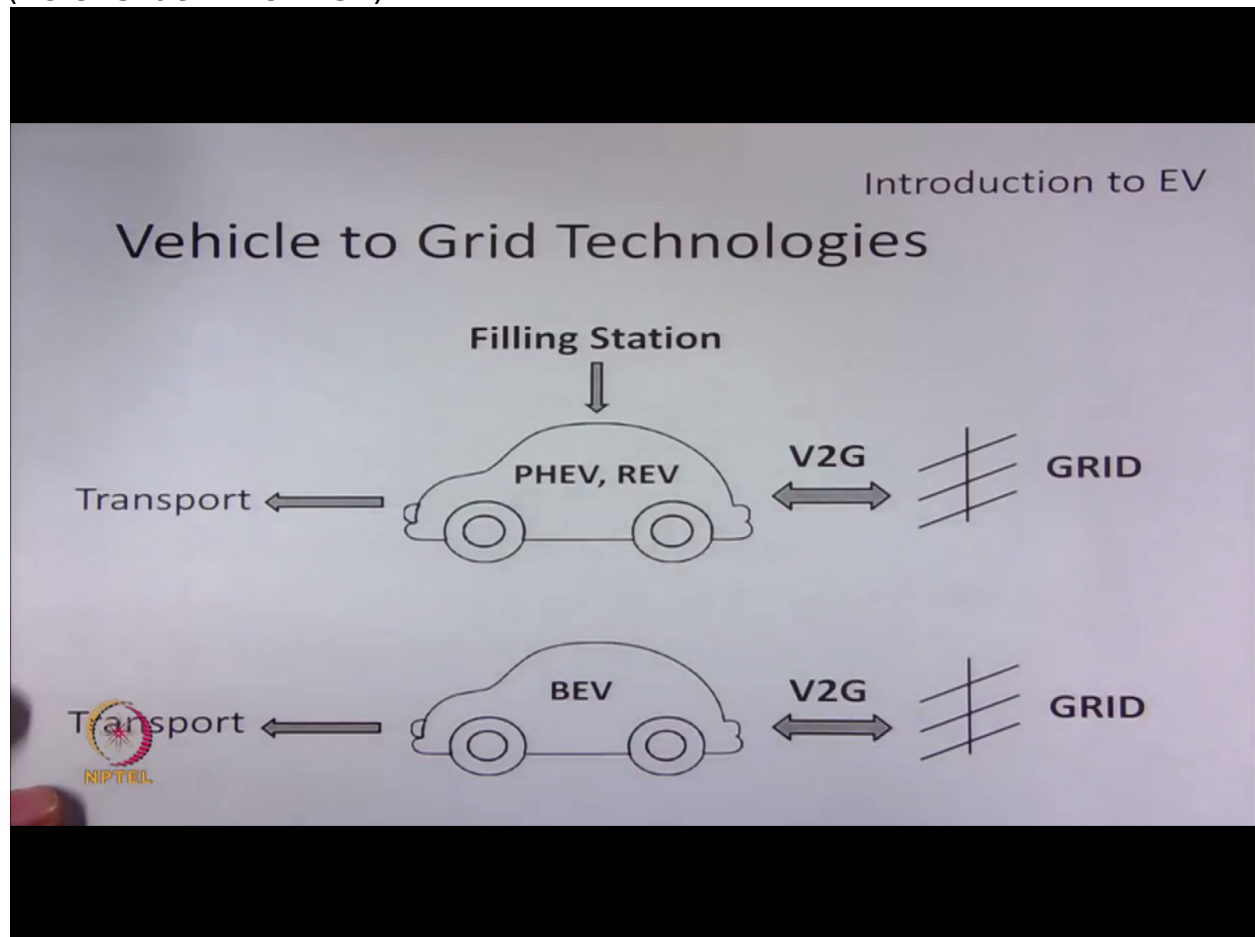 Introduction to EV
Vehicle to Grid Technologies
Filling Station
PHEV, REV
V2G
GRID
Transport
BEV
V2G
GRID
Transport
NPTEL